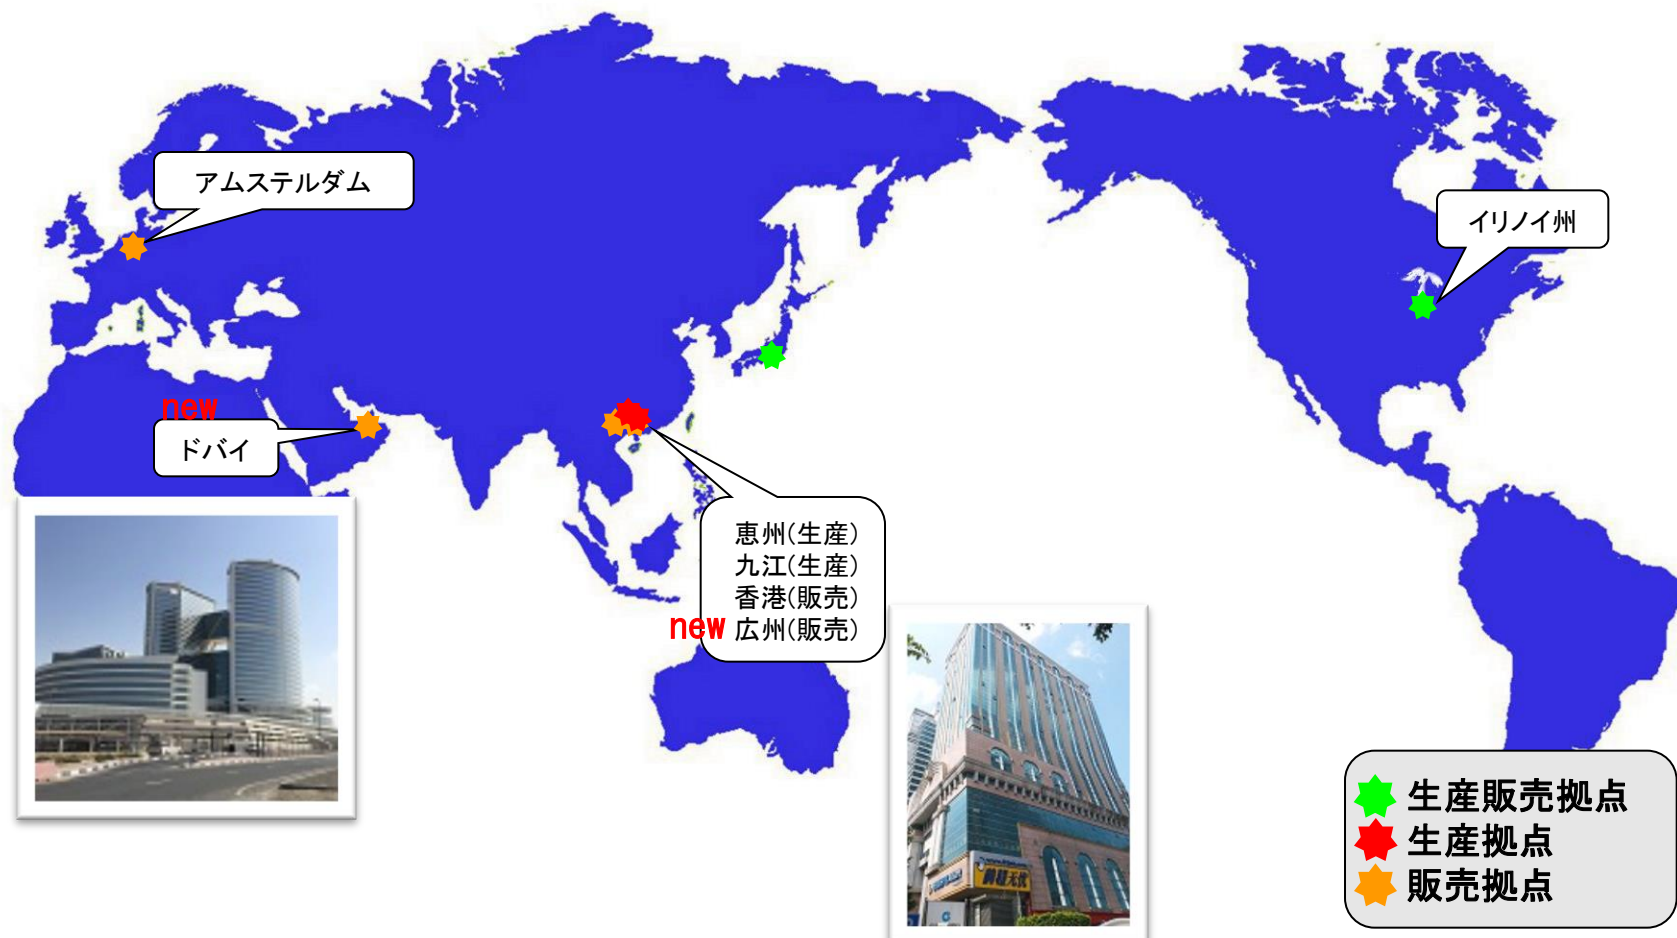 アムステルダム
イリノイ州
new
ドバイ
恵州(生産)
九江(生産)
香港(販売)
new 広州(販売)
生産販売拠点
生産拠点
販売拠点